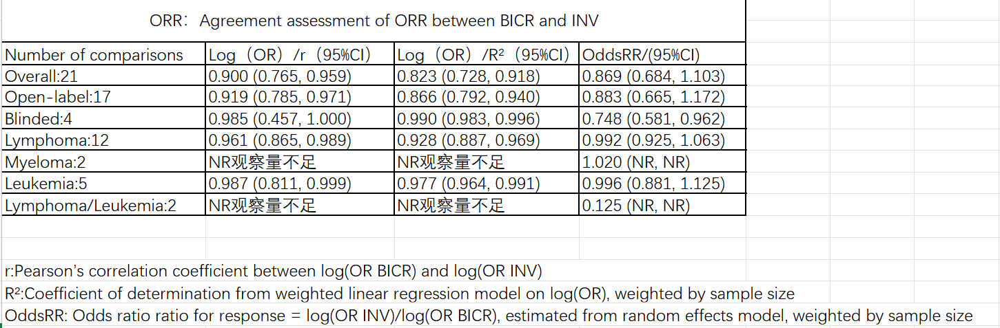 ORR： Agreement assessment of ORR between BICR and INV
Number of comparisons Log（OR）/r（95%CI） Log（OR）/R²（95%CI） OddsRR/(95%CI)
Overall:21 0.900 (0.765, 0.959) 0.823 (0.728, 0.918) 0.869 (0.684, 1.103)
Open-label:17 0.919 (0.785, 0.971) 0.866 (0.792, 0.940) 0.883 (0.665, 1.172)
Blinded:4 0.985 (0.457, 1.000) 0.990 (0.983, 0.996) 0.748 (0.581, 0.962)
Lymphoma:12 0.961 (0.865, 0.989) 0.928 (0.887, 0.969) 0.992 (0.925, 1.063)
Myeloma:2 NR观察量不足 NR观察量不足 1.020 (NR, NR)
Leukemia:5 0.987 (0.811, 0.999) 0.977 (0.964, 0.991) 0.996 (0.881, 1.125)
Lymphoma/Leukemia:2 NR观察量不足 NR观察量不足 0.125 (NR, NR)
r:Pearson’s correlation coefficient between log(OR BICR) and log(OR INV)
R²:Coefficient of determination from weighted linear regression model on log(OR), weighted by sample size
OddsRR: Odds ratio ratio for response = log(OR INV)/log(OR BICR), estimated from random effects model, weighted by sample size